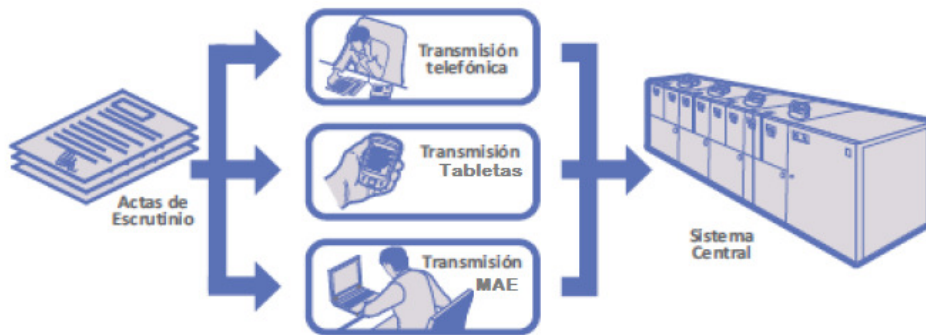 Actas de
Escrutinio
Transmisión
telefónica
Transmisión
Tabletas
Transmisión
MAE
Sistema
Central